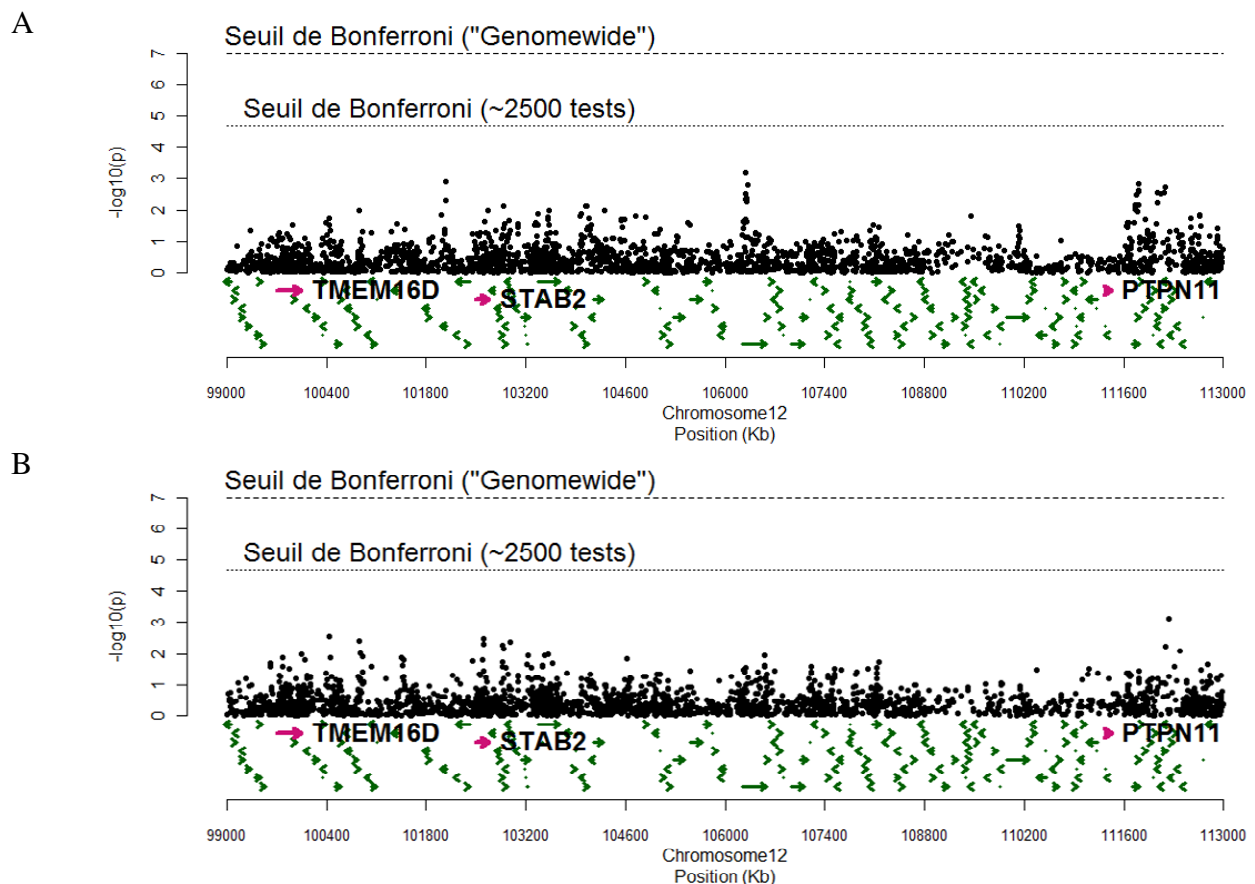 A
Seuil de Bonferroni ("Genomewide")
7
6
Seuil de Bonferroni (~2500 tests)
5
4
3
2
1
0
-log10(p)
TMEM16D
STAB2
PTPN11
99000 100400 101800 103200 104600 106000 107400 108800 110200 111600 113000
Chromosome12
Position (Kb)
B
Seuil de Bonferroni ("Genomewide")
7
6
Seuil de Bonferroni (~2500 tests)
5
4
3
2
1
0
-log10(p)
TMEM16D
STAB2
PTPN11
99000 100400 101800 103200 104600 106000 107400 108800 110200 111600 113000
Chromosome12
Position (Kb)